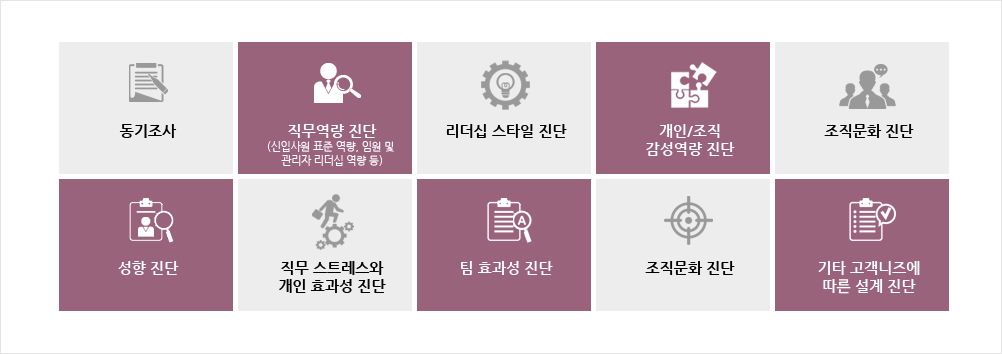 동기조사
직무역량 진단
(신입사원 표준 역량, 임원 및
관리자 리더십 역량 등)
리더십 스타일 진단
개인/조직
감성역량 진단
조직문화 진단
성향 진단
직무 스트레스와
개인 효과성 진단
A
팀 효과성 진단
조직문화 진단
기타 고객니즈에
따른 설계 진단